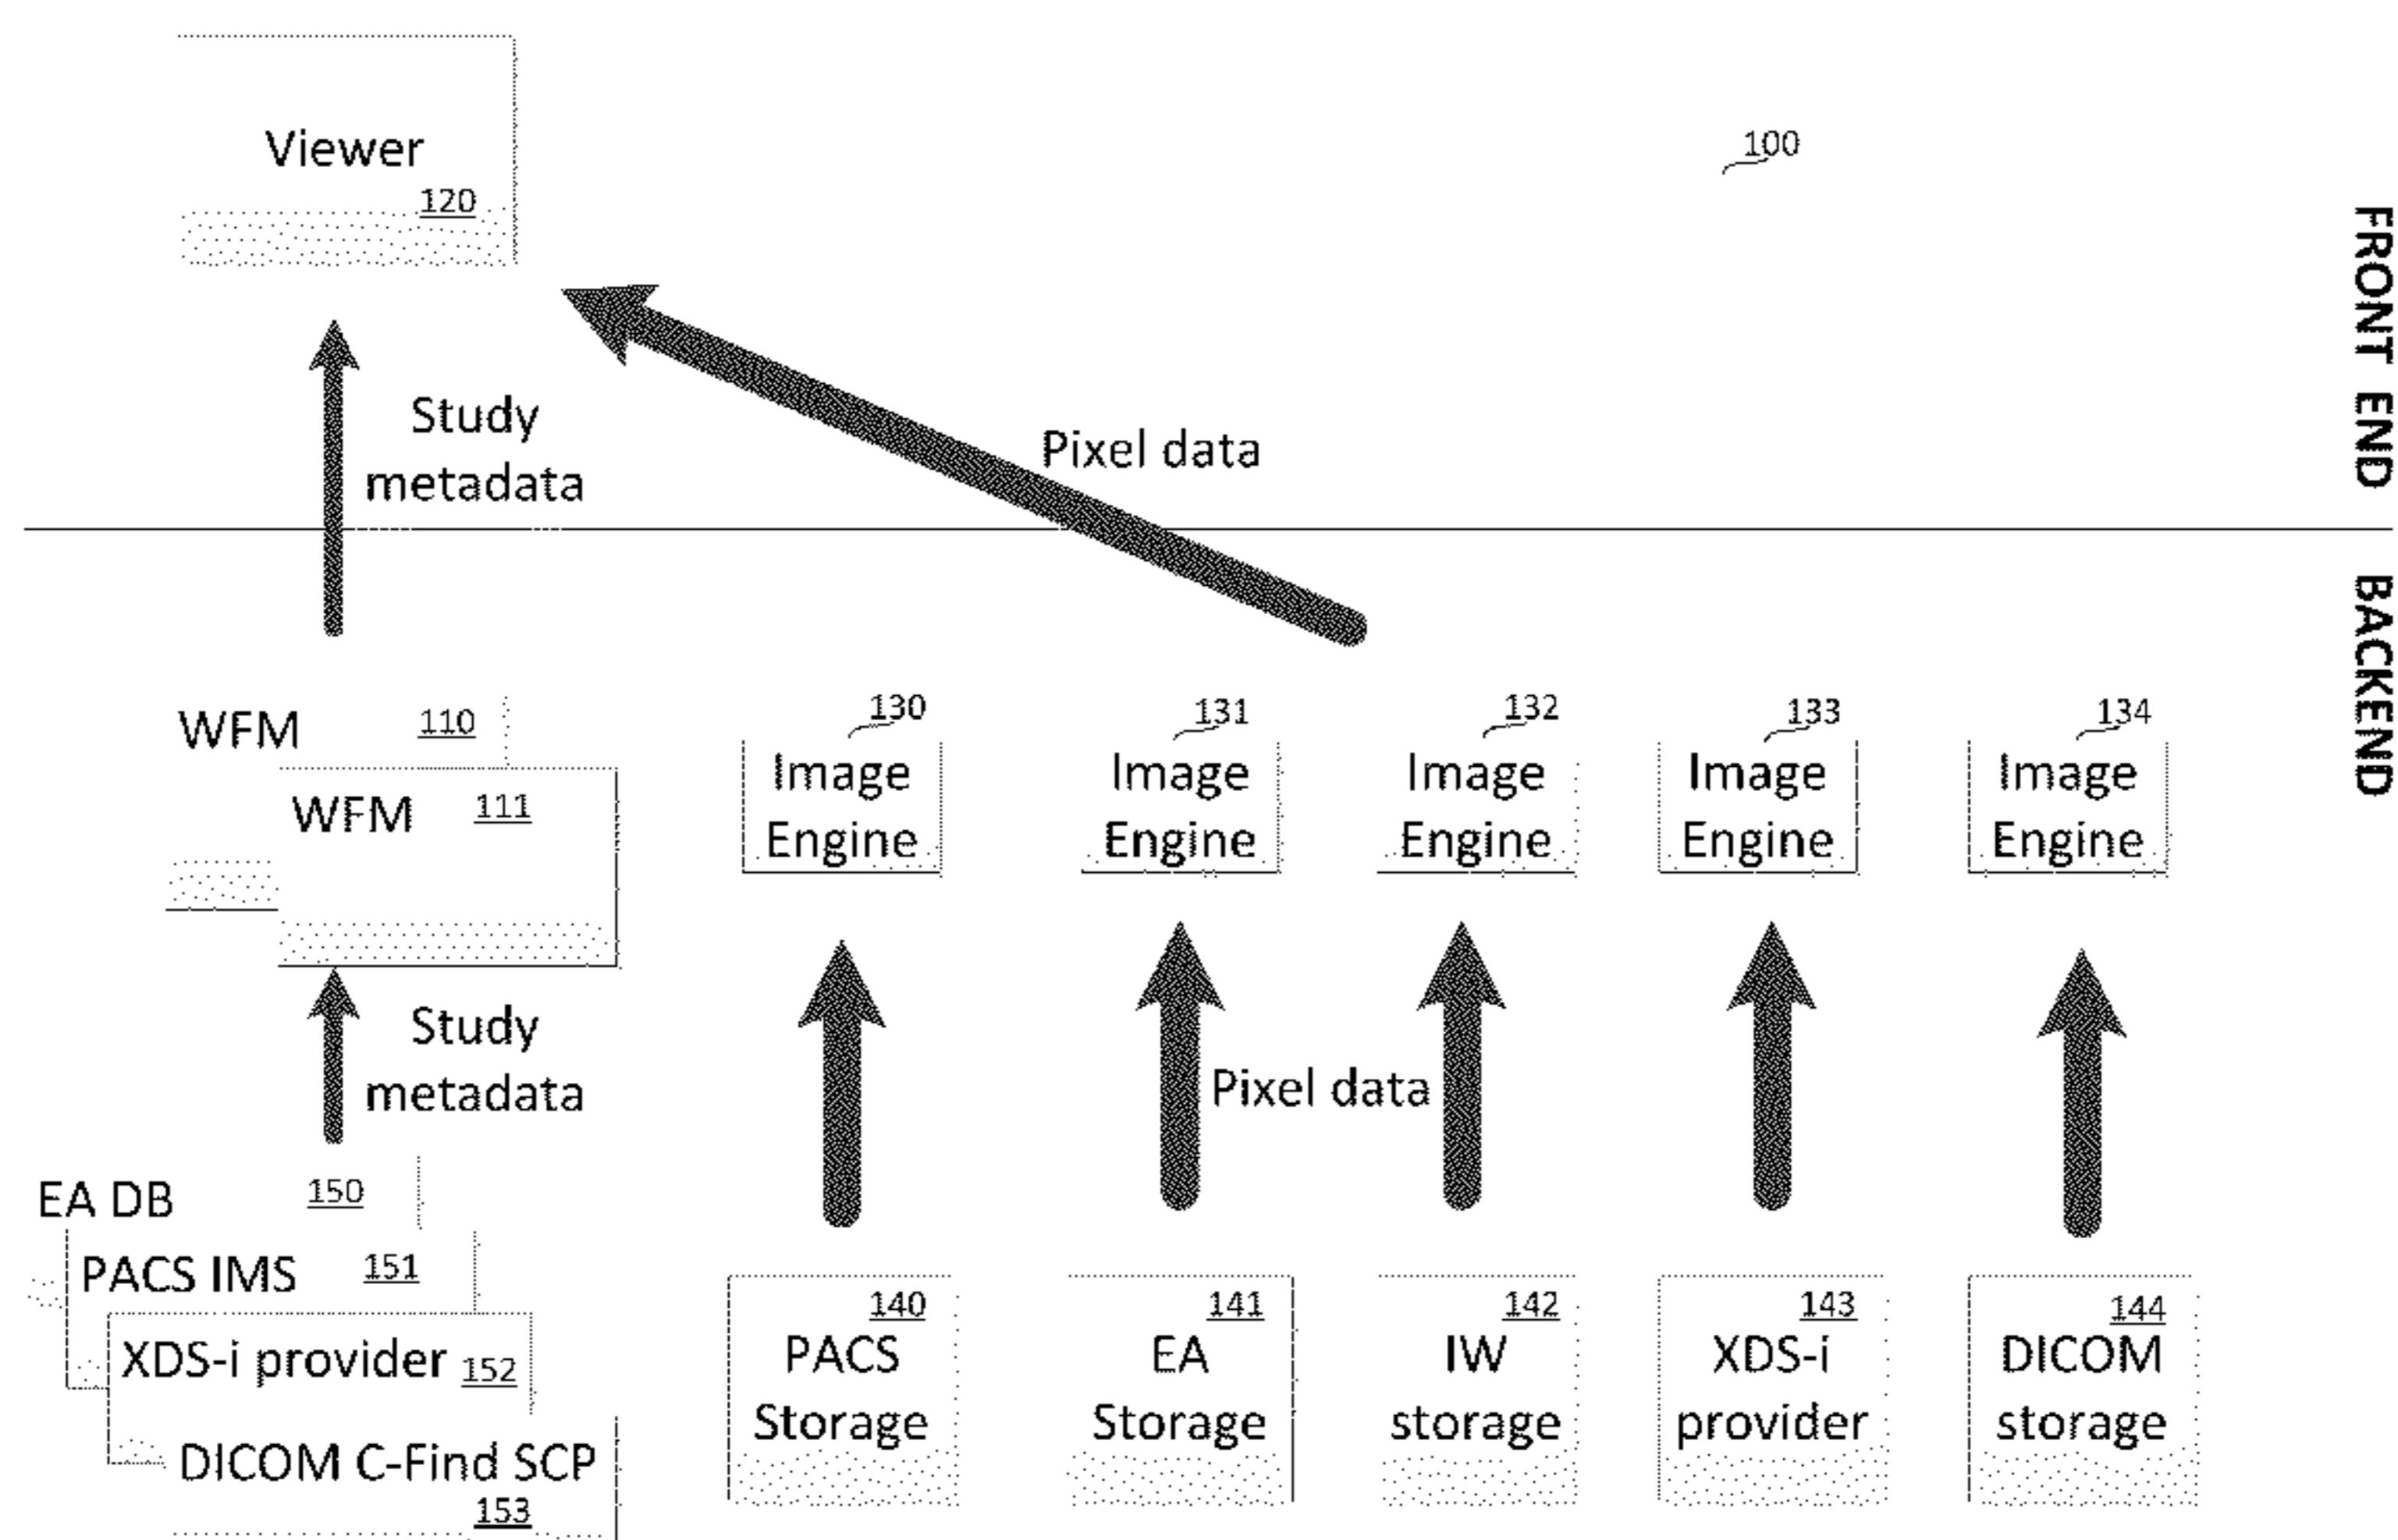 Viewer
120
100
FRONT END
Study
metadata
Pixel data
BACKEND
WFM 110
WFM 111
130
Image
Engine
131
Image
Engine
132
Image
Engine
133
Image
Engine
134
Image
Engine
Study
metadata
Pixel data
EA DB 150
PACS IMS 151
XDS-i provider 152
DICOM C-Find SCP
153
140
PACS
Storage
141
EA
Storage
142
IW
storage
143
XDS-i
provider
144
DICOM
storage